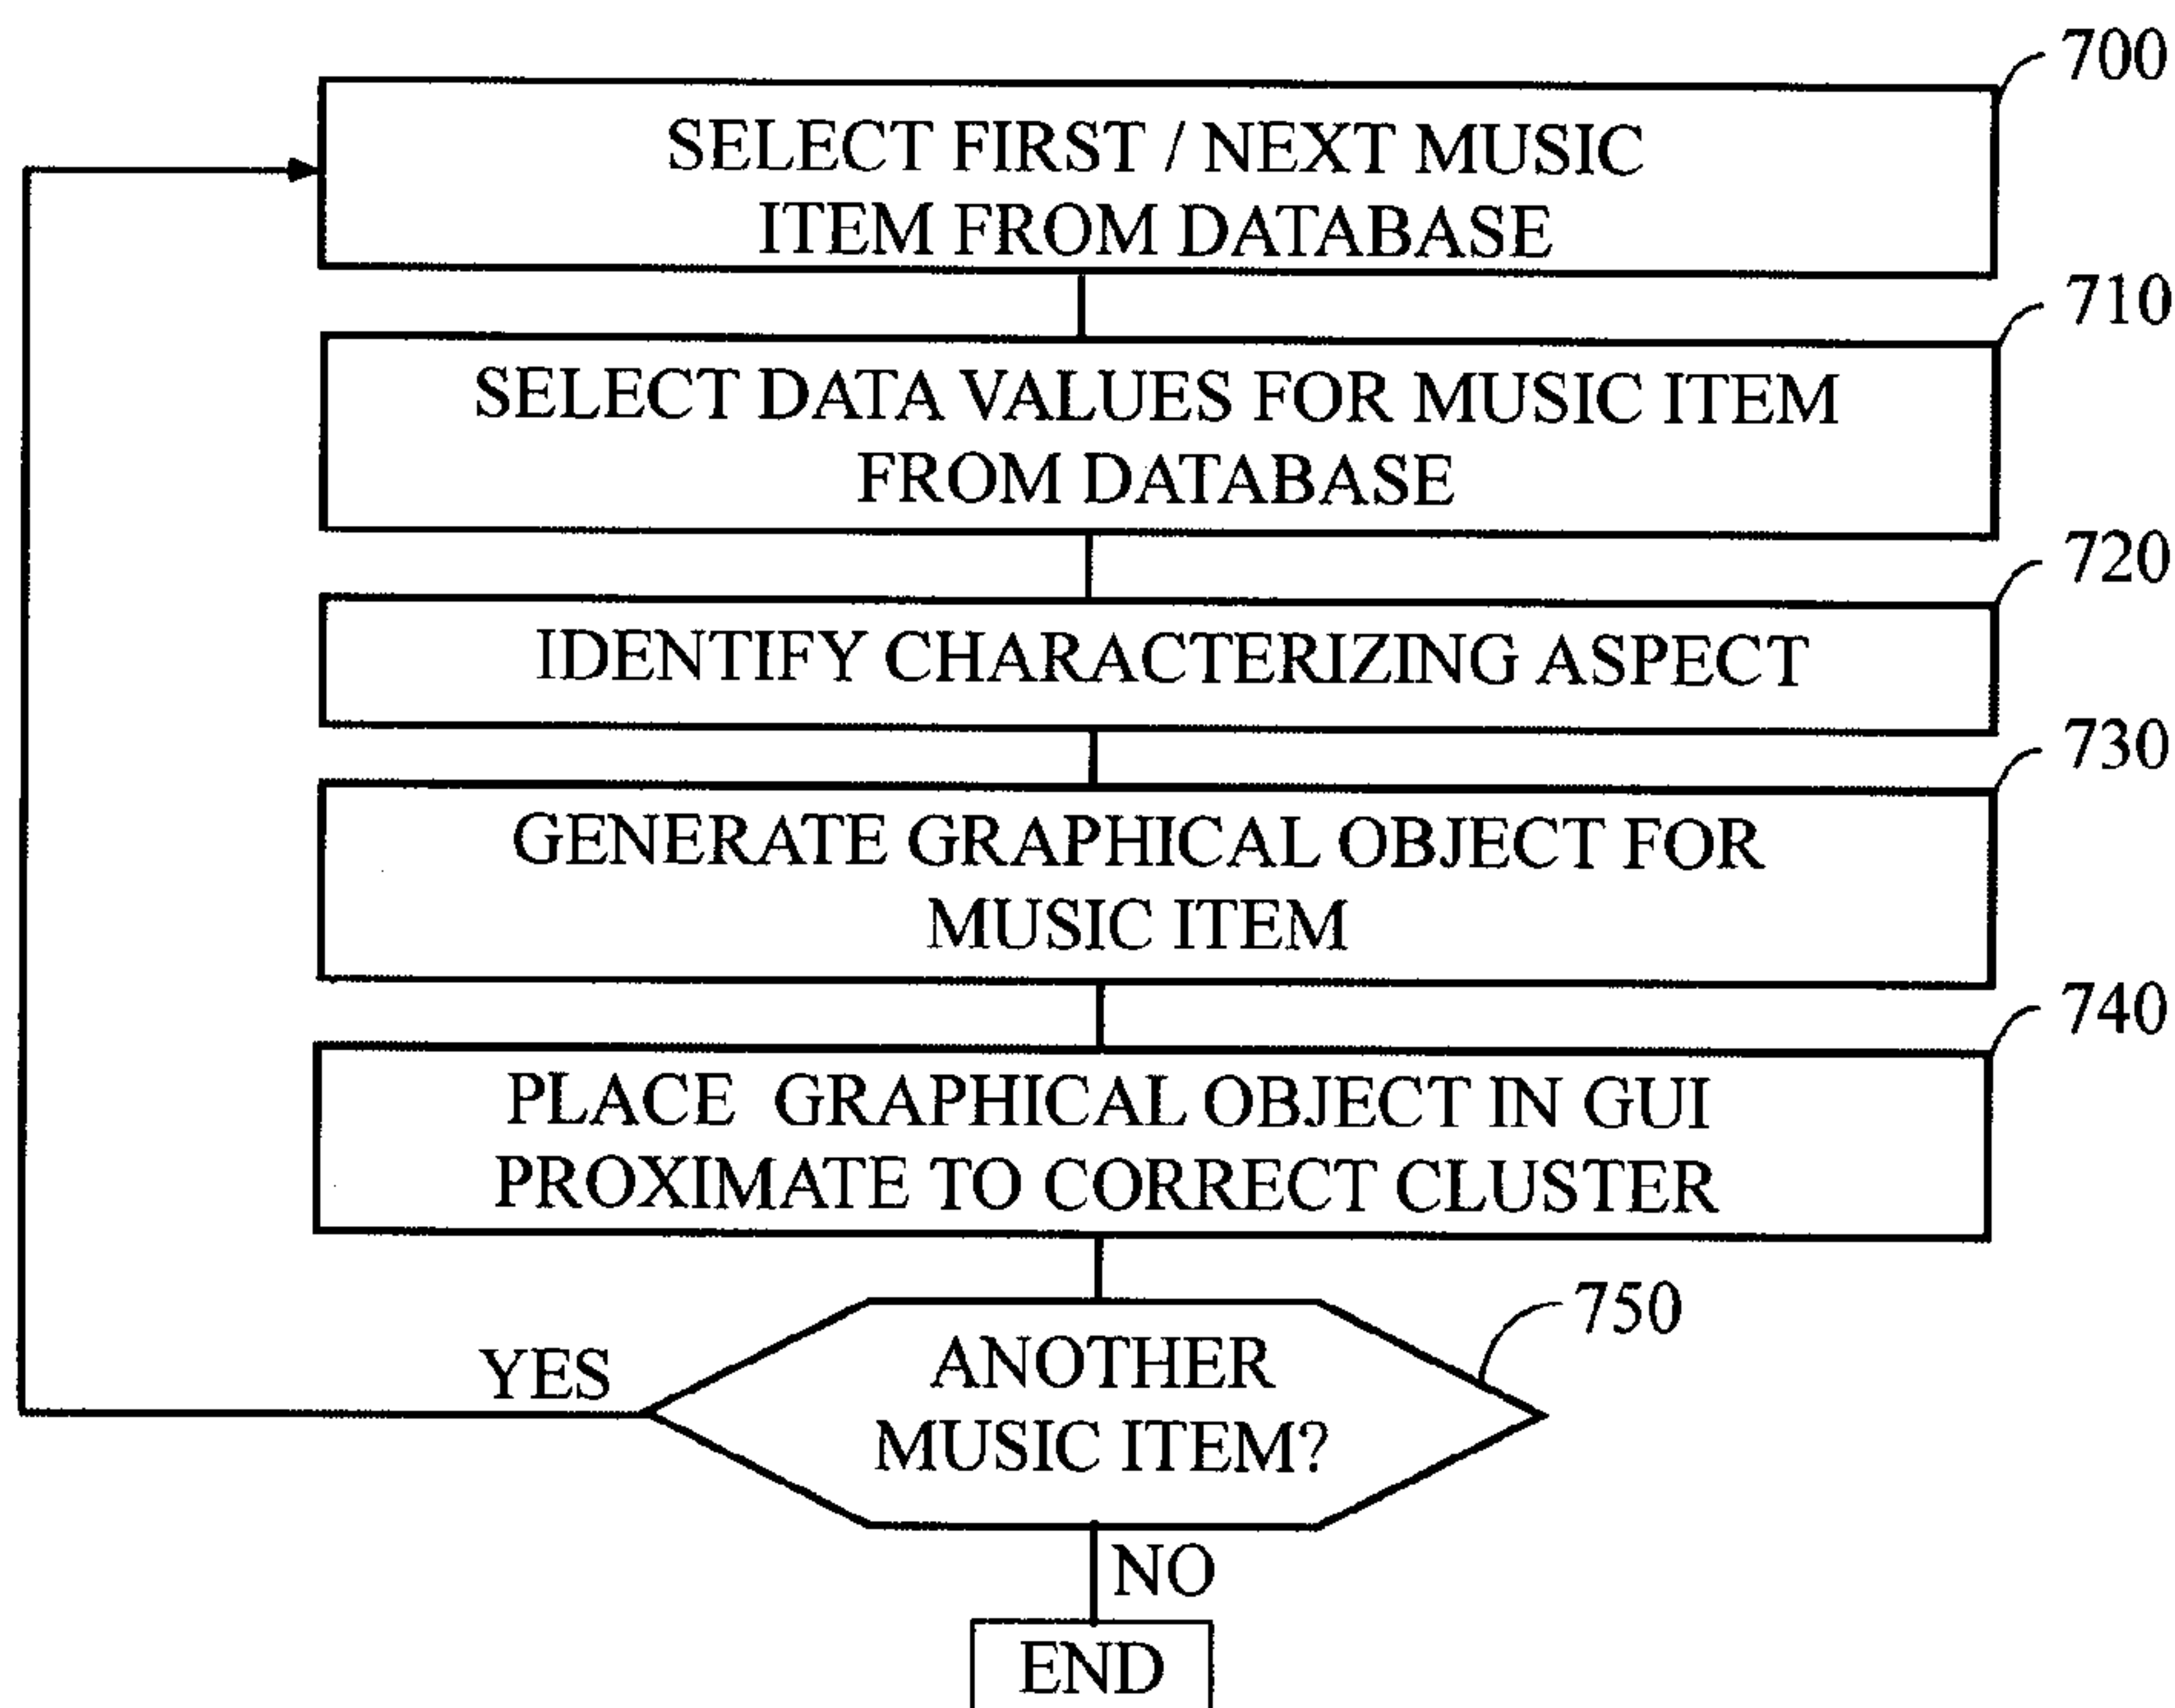 700
SELECT FIRST / NEXT MUSIC
ITEM FROM DATABASE
710
SELECT DATA VALUES FOR MUSIC ITEM
FROM DATABASE
720
IDENTIFY CHARACTERIZING ASPECT
730
GENERATE GRAPHICAL OBJECT FOR
MUSIC ITEM
740
PLACE GRAPHICAL OBJECT IN GUI
PROXIMATE TO CORRECT CLUSTER
750
YES
ANOTHER
MUSIC ITEM?
NO
END